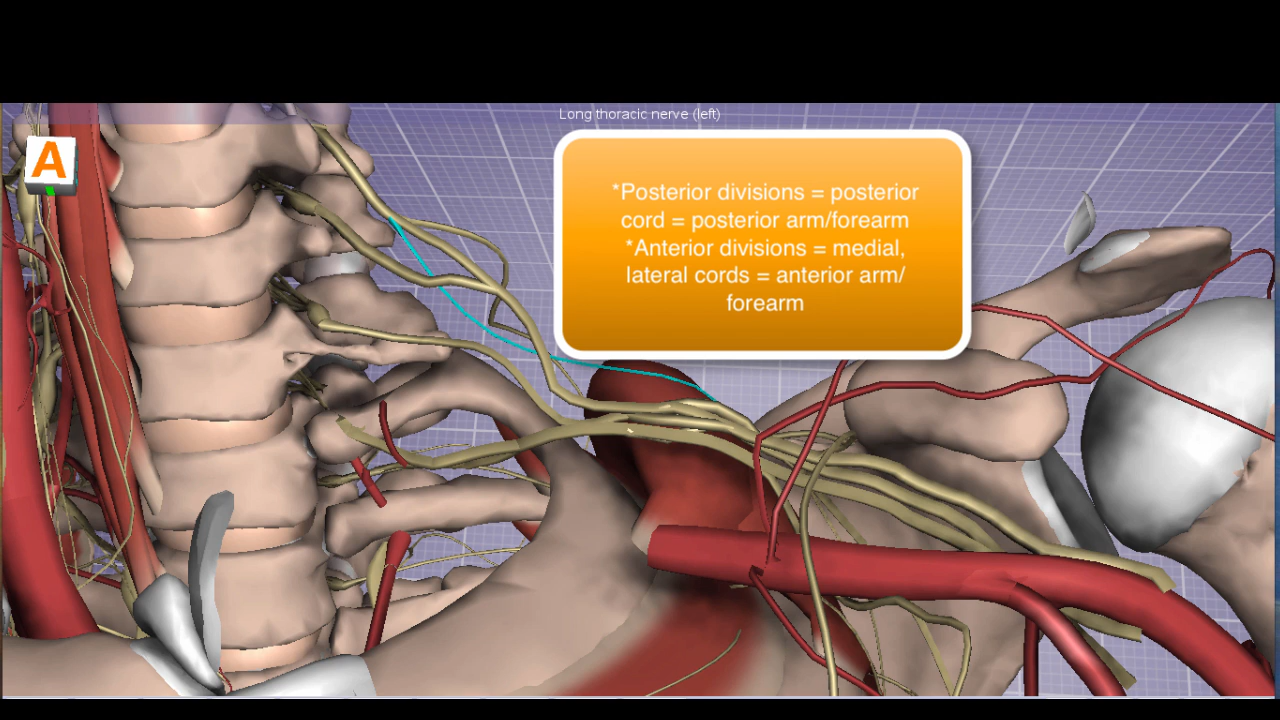 Long thoracic nerve (left)
A
*Posterior divisions = posterior
cord = posterior arm/forearm
*Anterior divisions = medial,
lateral cords = anterior arm/
forearm